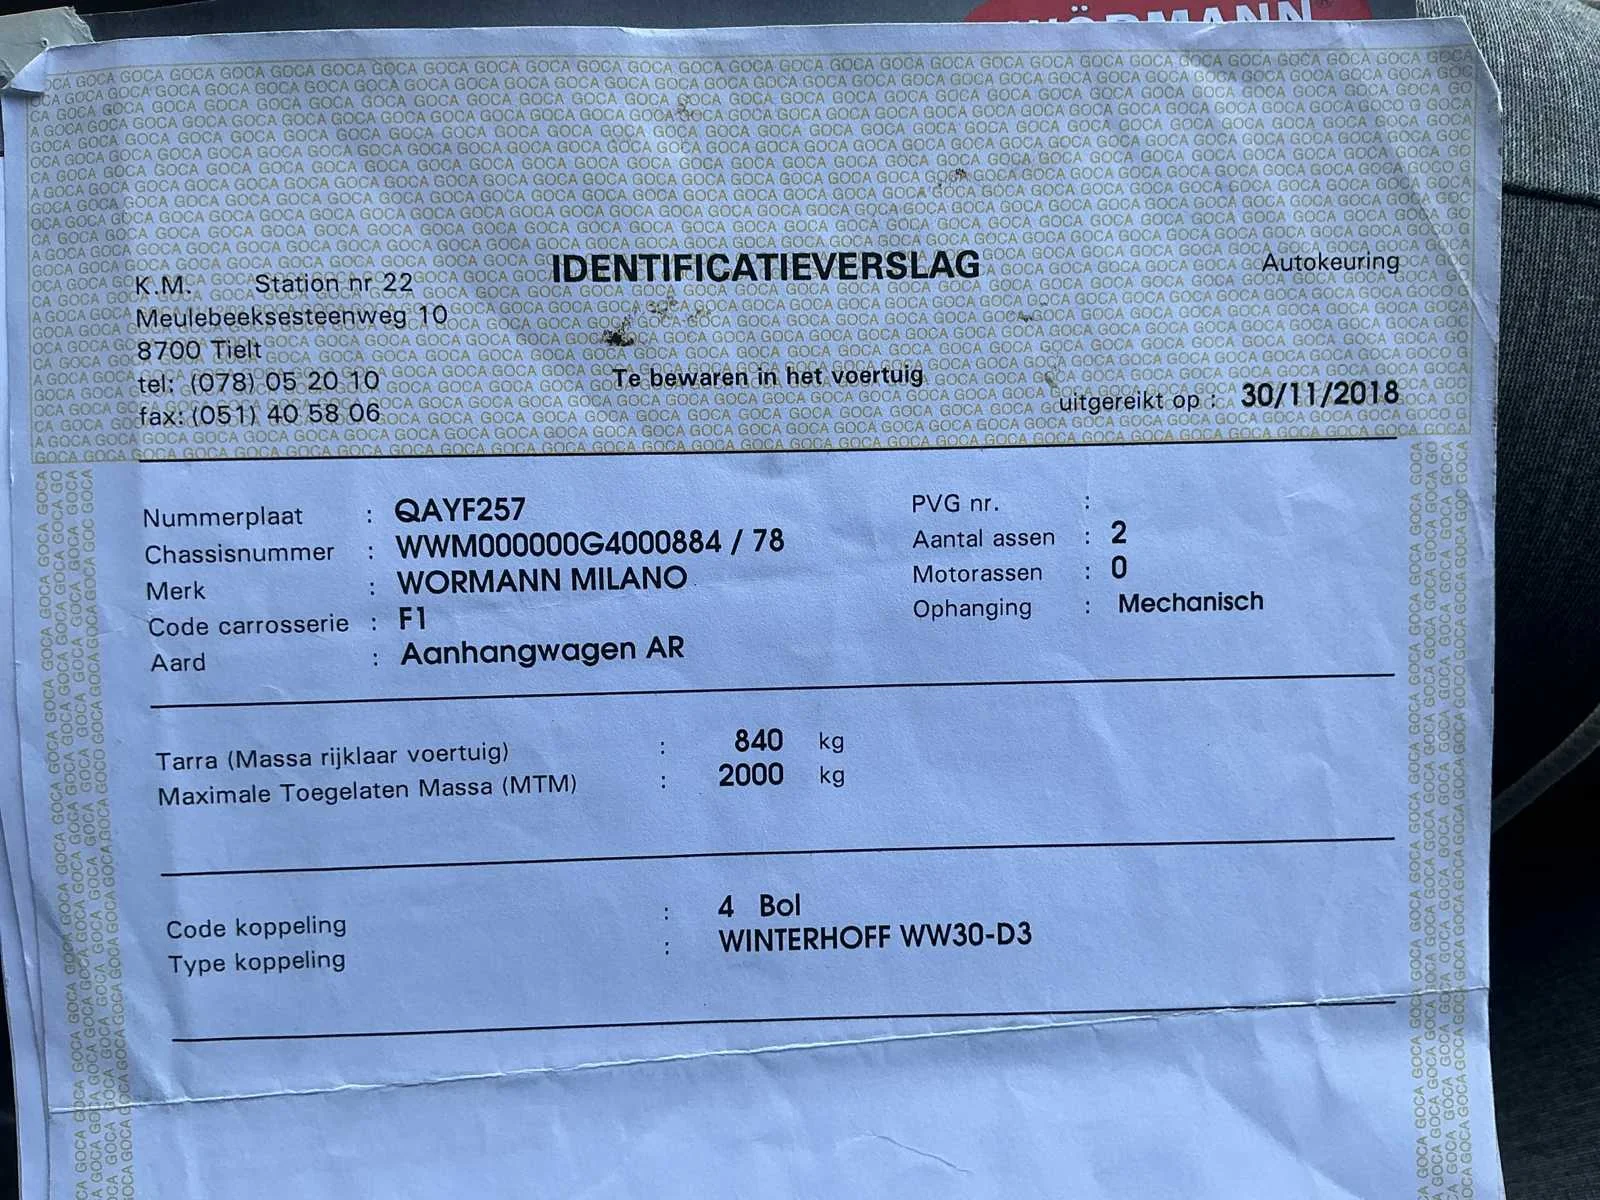 WÖRMANN
IDENTIFICATIEVERSLAG
Autokeuring
K.M. Station nr 22
Meulebeeksesteenweg 10
8700 Tielt
tel: (078) 05 20 10
fax: (051) 40 58 06
Te bewaren in het voertuig
uitgereikt op : 30/11/2018
Nummerplaat : QAYF257
Chassisnummer : WWM000000G4000884 / 78
Merk : WORMANN MILANO
Code carrosserie : F1
Aard : Aanhangwagen AR
PVG nr. :
Aantal assen : 2
Motorassen : 0
Ophanging : Mechanisch
Tarra (Massa rijklaar voertuig) : 840 kg
Maximale Toegelaten Massa (MTM) : 2000 kg
Code koppeling : 4 Bol
Type koppeling : WINTERHOFF WW30-D3